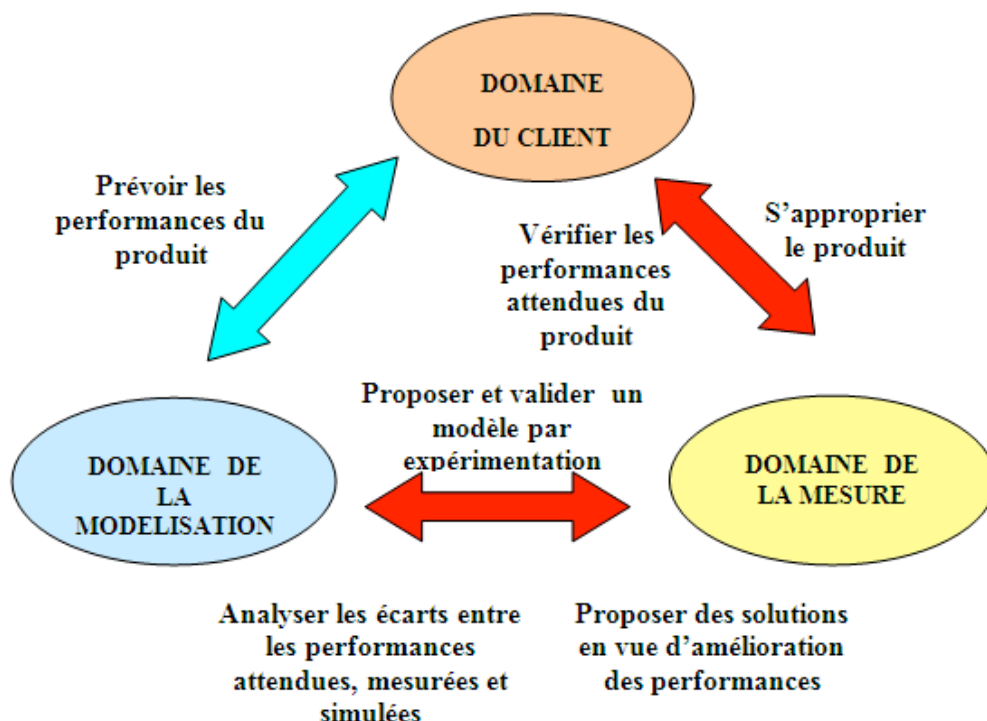 DOMAINE
DU CLIENT
Prévoir les
performances du
produit
S’approprier
le produit
Vérifier les
performances
attendues du
produit
Proposer et valider un
modèle par
expérimentation
DOMAINE DE
LA
MODELISATION
DOMAINE DE
LA MESURE
Analyser les écarts entre
les performances
attendues, mesurées et
simulées
Proposer des solutions
en vue d’amélioration
des performances